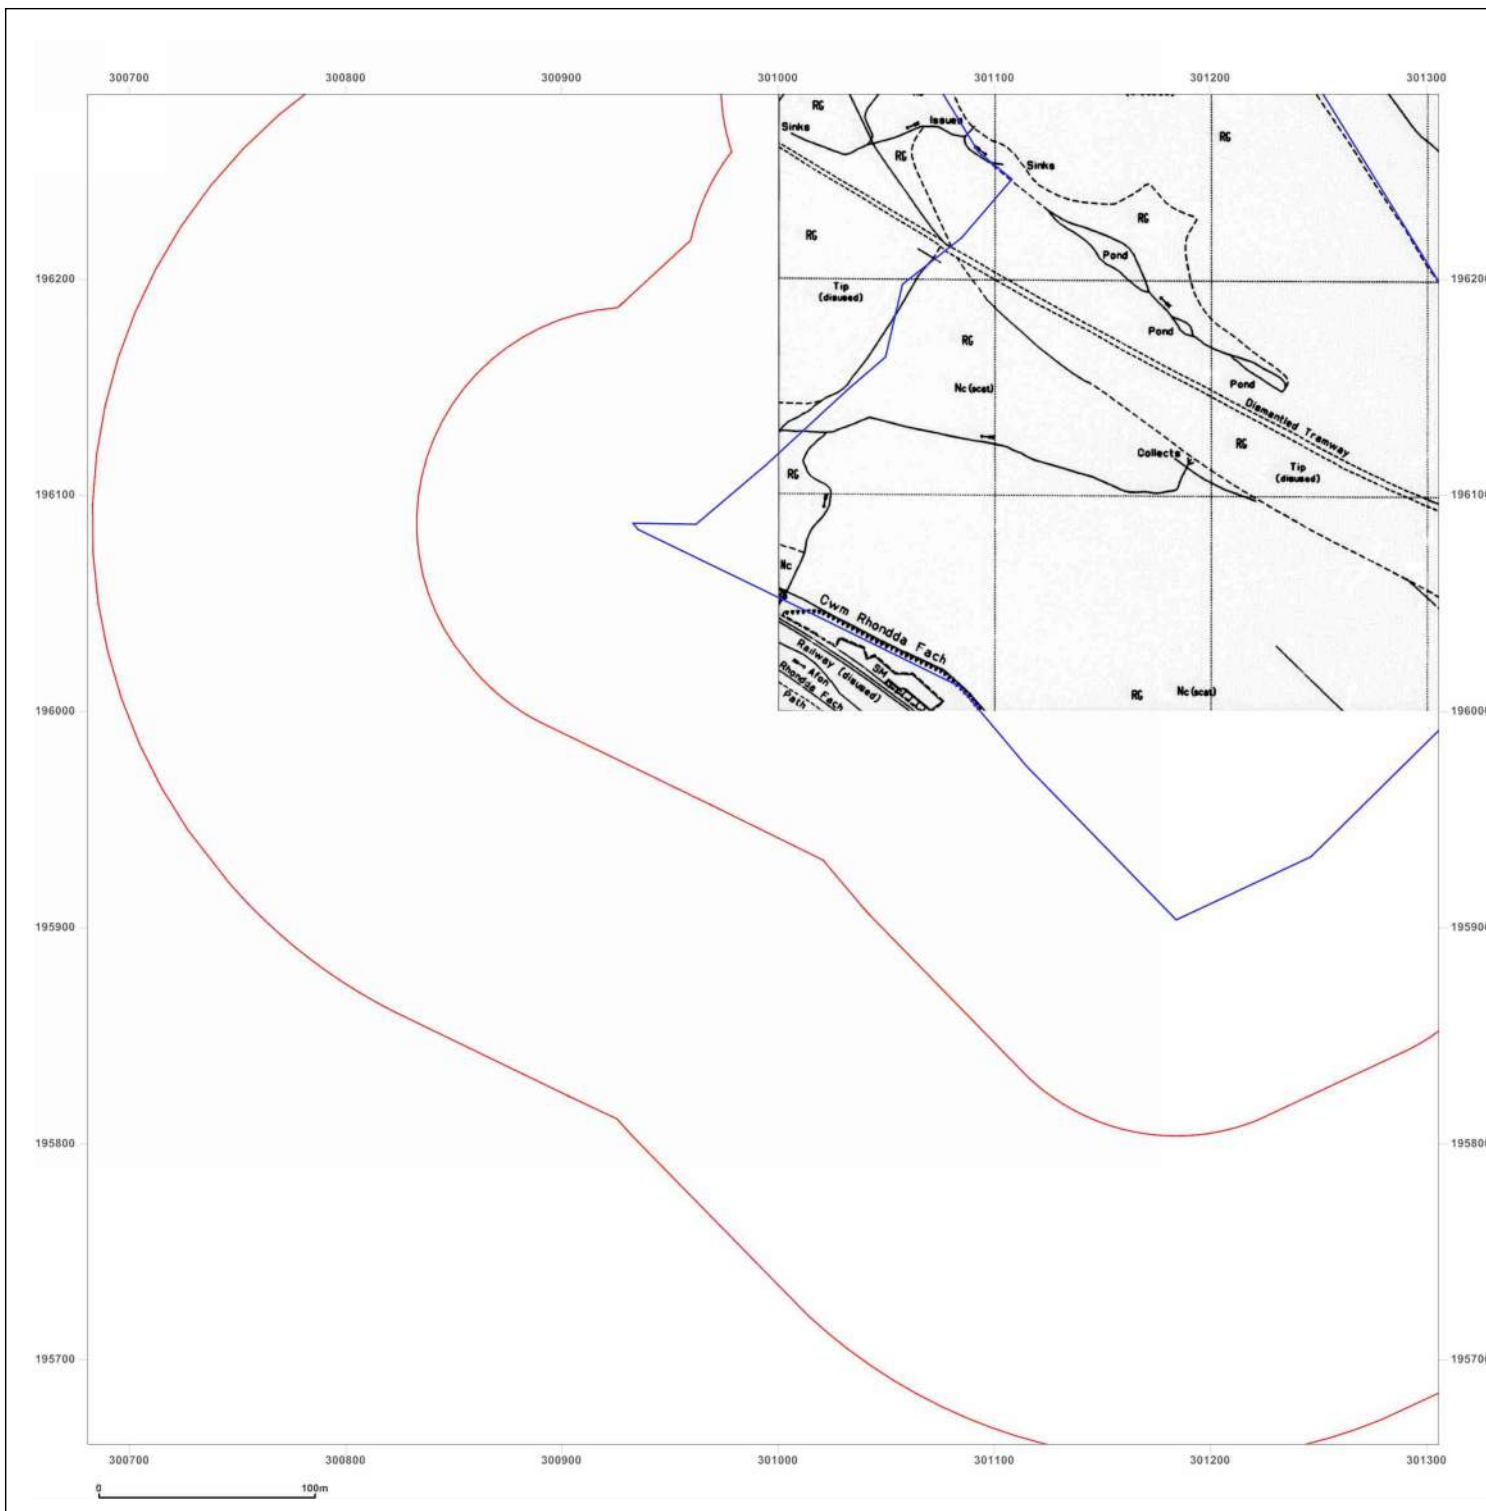 300700 300800 300900 301000 301100 301200 301300
RG
Issues
Sinks
RG
RG
Sinks
RG
RG
Pond
196200
196200
Tip
(disused)
Pond
RG
Nc (scat)
Pond
Dismantled Tramway
RG
Collects
Tip
(disused)
RG
196100
196100
Nc
Cwm Rhondda Fach
Railway (disused)
SM
Afon
Rhondda Fach
Path
RG
Nc (scat)
196000
196000
195900
195900
195800
195800
195700
195700
300700 300800 300900 301000 301100 301200 301300
0 100m